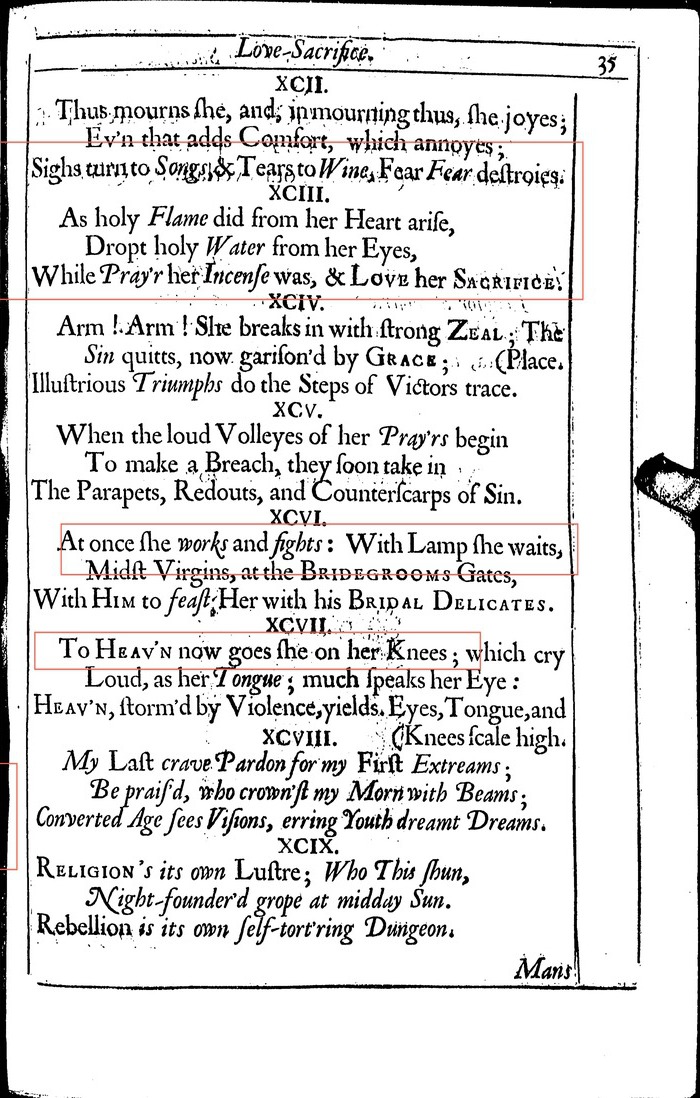 Love-Sacrifice.
35
XCII.
Thus mourns ſhe, and, in mourning thus, ſhe joyes;
Ev'n that adds Comfort, which annoyes;
Sighs turn to Songs, & Tears to Wine, Fear Fear deſtroies.
XCIII.
As holy Flame did from her Heart ariſe,
Dropt holy Water from her Eyes,
While Pray'r her Incenſe was, & LOVE her SACRIFICE.
XCIV.
Arm ! Arm ! She breaks in with ſtrong ZEAL ; The
Sin quitts, now gariſon'd by GRACE ; (Place.
Illuſtrious Triumphs do the Steps of Victors trace.
XCV.
When the loud Volleyes of her Pray'rs begin
To make a Breach, they ſoon take in
The Parapets, Redouts, and Counterſcarps of Sin.
XCVI.
At once ſhe works and fights : With Lamp ſhe waits,
Midſt Virgins, at the BRIDEGROOMS Gates,
With HIM to feaſt; Her with his BRIDAL DELICATES.
XCVII.
To HEAV'N now goes ſhe on her Knees ; which cry
Loud, as her Tongue ; much ſpeaks her Eye :
HEAV'N, ſtorm'd by Violence, yields. Eyes, Tongue, and
XCVIII. (Knees ſcale high.
My Laſt crave Pardon for my Firſt Extreams ;
Be prais'd, who crown'ſt my Morn with Beams ;
Converted Age ſees Viſions, erring Youth dreamt Dreams.
XCIX.
RELIGION's its own Luſtre ; Who This ſhun,
Night-founder'd grope at midday Sun.
Rebellion is its own ſelf-tort'ring Dungeon.
Mans